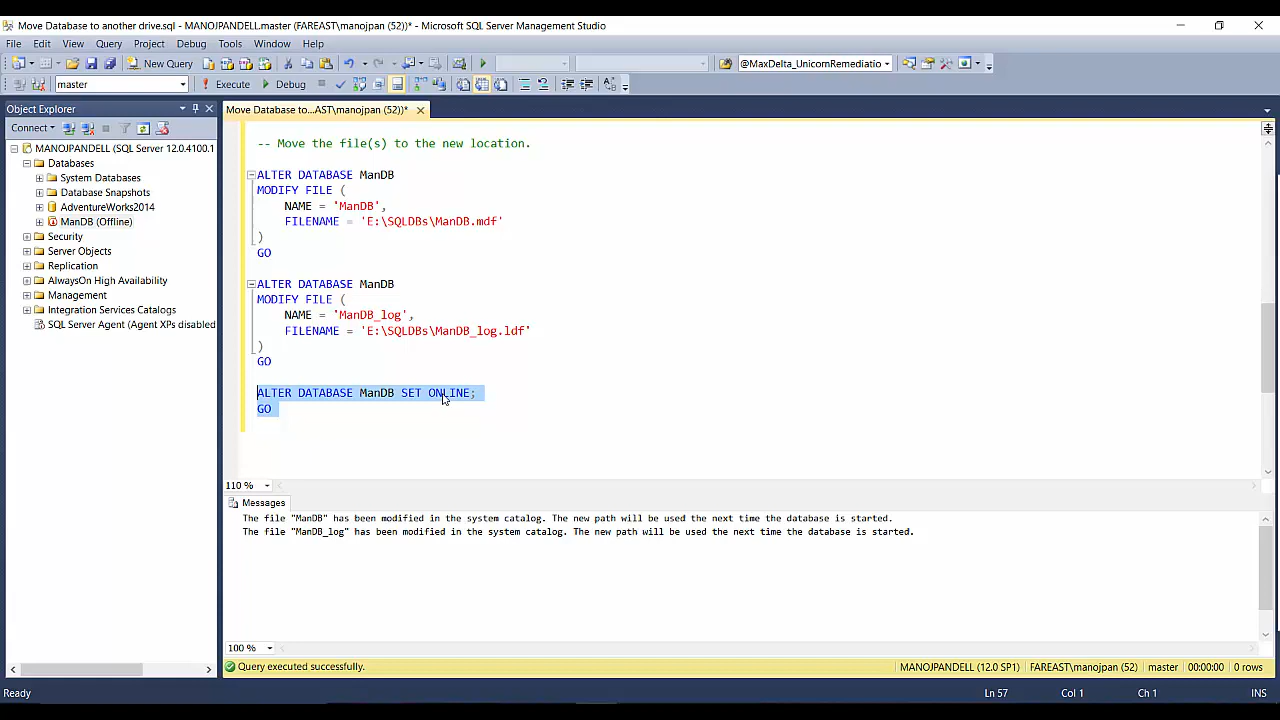 Move Database to another drive.sql - MANOJPANDELL.master (FAREAST\manojpan (52))* - Microsoft SQL Server Management Studio
File Edit View Query Project Debug Tools Window Help
New Query @MaxDelta_UnicomRemediatio
master Execute Debug
Object Explorer
Move Database to...AST\manojpan (52))*
Connect
MANOJPANDELL (SQL Server 12.0.4100.1
Databases
System Databases
Database Snapshots
AdventureWorks2014
ManDB (Offline)
Security
Server Objects
Replication
AlwaysOn High Availability
Management
Integration Services Catalogs
SQL Server Agent (Agent XPs disabled
-- Move the file(s) to the new location.
ALTER DATABASE ManDB
MODIFY FILE (
NAME = 'ManDB',
FILENAME = 'E:\SQLDBs\ManDB.mdf'
)
GO
ALTER DATABASE ManDB
MODIFY FILE (
NAME = 'ManDB_log',
FILENAME = 'E:\SQLDBs\ManDB_log.ldf'
)
GO
ALTER DATABASE ManDB SET ONLINE;
GO
110 %
Messages
The file "ManDB" has been modified in the system catalog. The new path will be used the next time the database is started.
The file "ManDB_log" has been modified in the system catalog. The new path will be used the next time the database is started.
100 %
Query executed successfully. MANOJPANDELL (12.0 SP1) FAREAST\manojpan (52) master 00:00:00 0 rows
Ready Ln 57 Col 1 Ch 1 INS